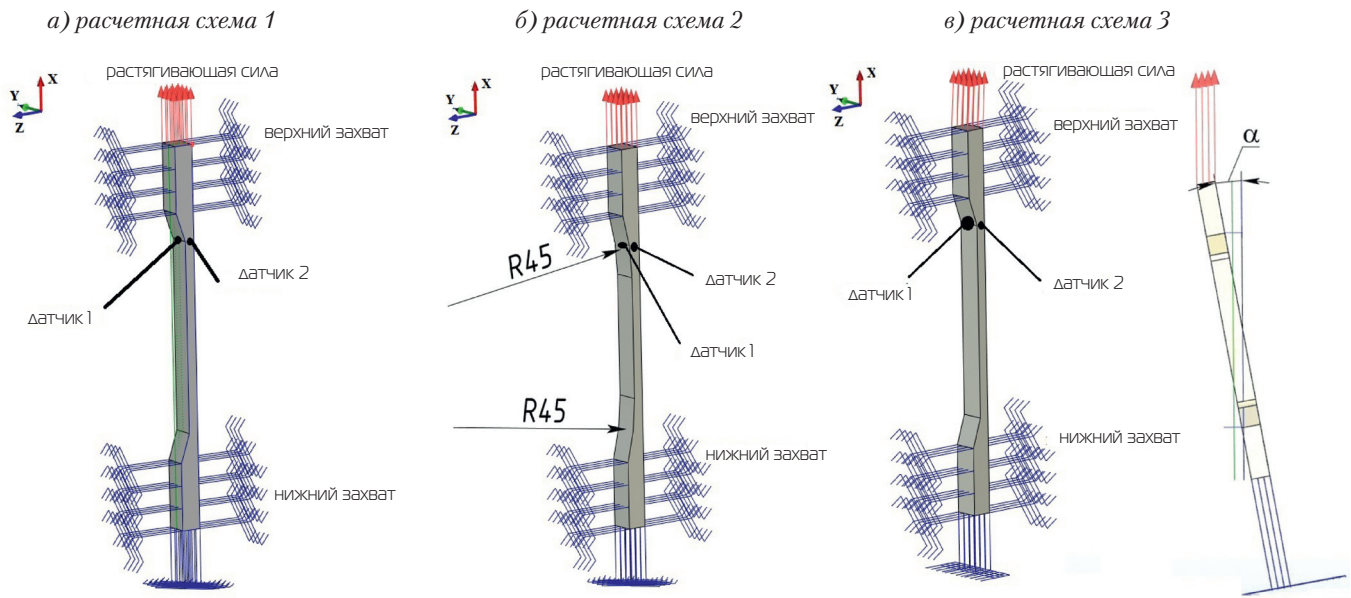 а) расчетная схема 1
X
Y
Z
растягивающая сила
верхний захват
датчик 1
датчик 2
нижний захват
б) расчетная схема 2
X
Y
Z
растягивающая сила
верхний захват
R45
датчик 2
датчик 1
R45
нижний захват
в) расчетная схема 3
X
Y
Z
растягивающая сила
верхний захват
датчик 1
датчик 2
нижний захват
α